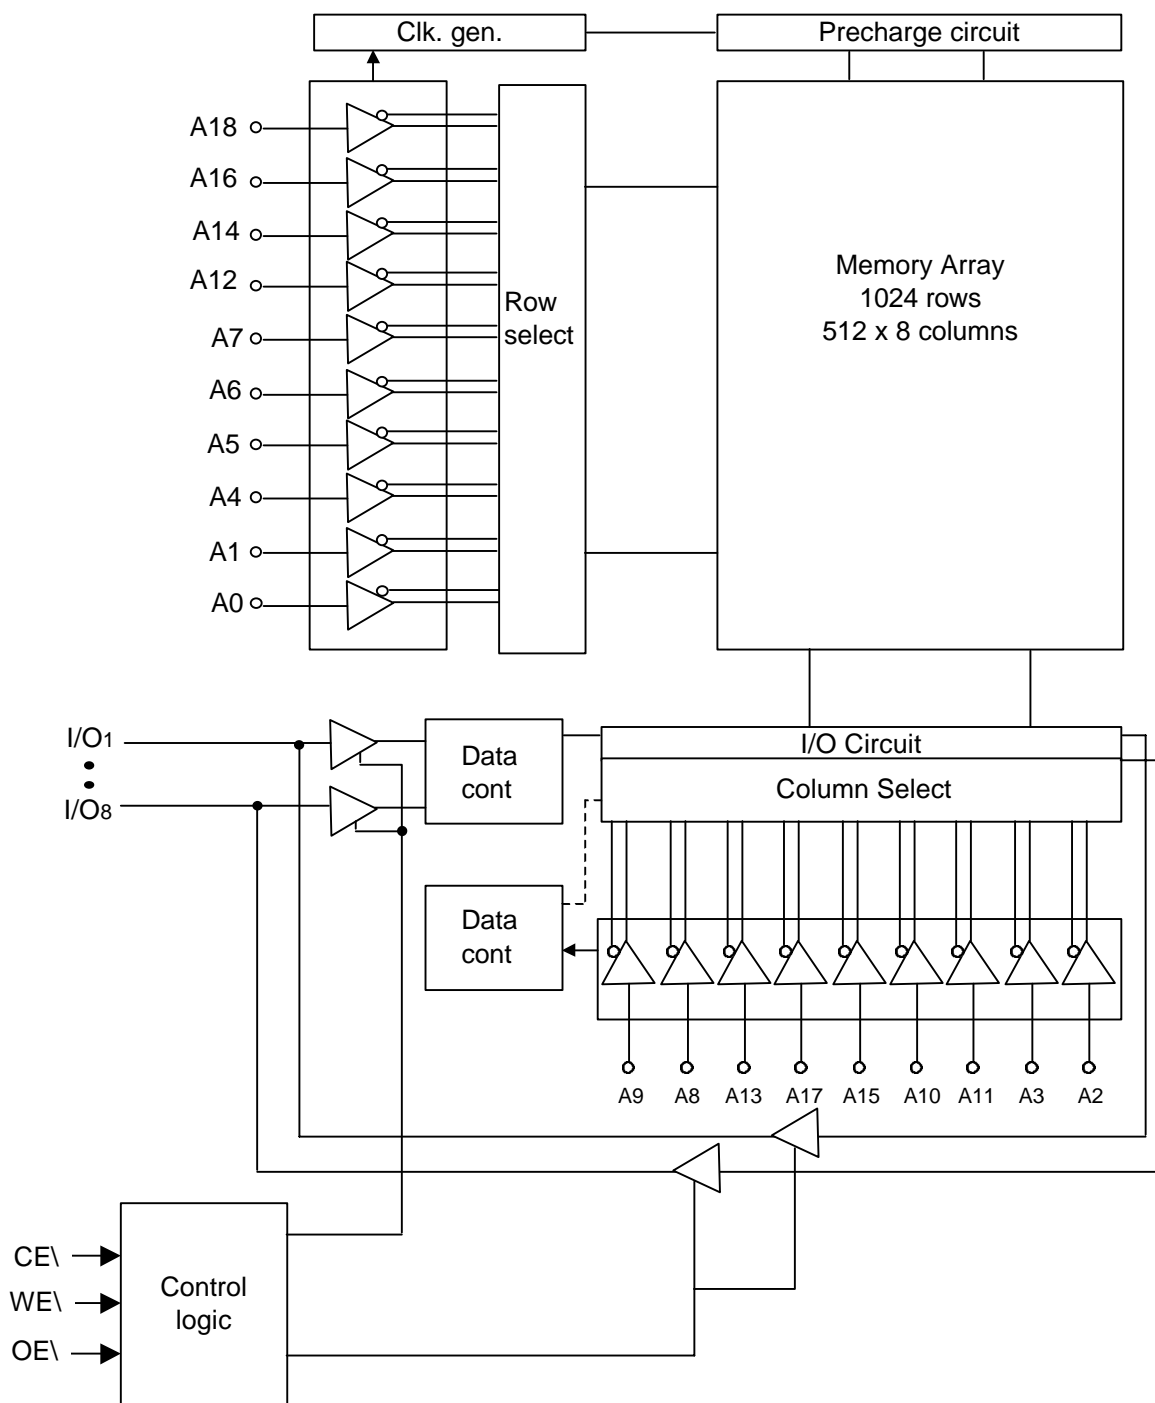 Clk. gen.
Precharge circuit
A18
A16
A14
A12
A7
A6
A5
A4
A1
A0
Row
select
Memory Array
1024 rows
512 x 8 columns
I/O1
I/O8
Data
cont
I/O Circuit
Column Select
Data
cont
A9 A8 A13 A17 A15 A10 A11 A3 A2
CE\
WE\
OE\
Control
logic